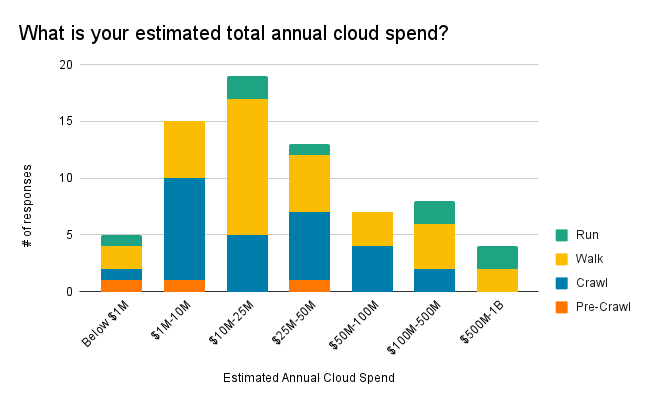 What is your estimated total annual cloud spend?
20
15
10
5
0
# of responses
Below $1M
$1M-10M
$10M-25M
$25M-50M
$50M-100M
$100M-500M
$500M-1B
Estimated Annual Cloud Spend
Run
Walk
Crawl
Pre-Crawl